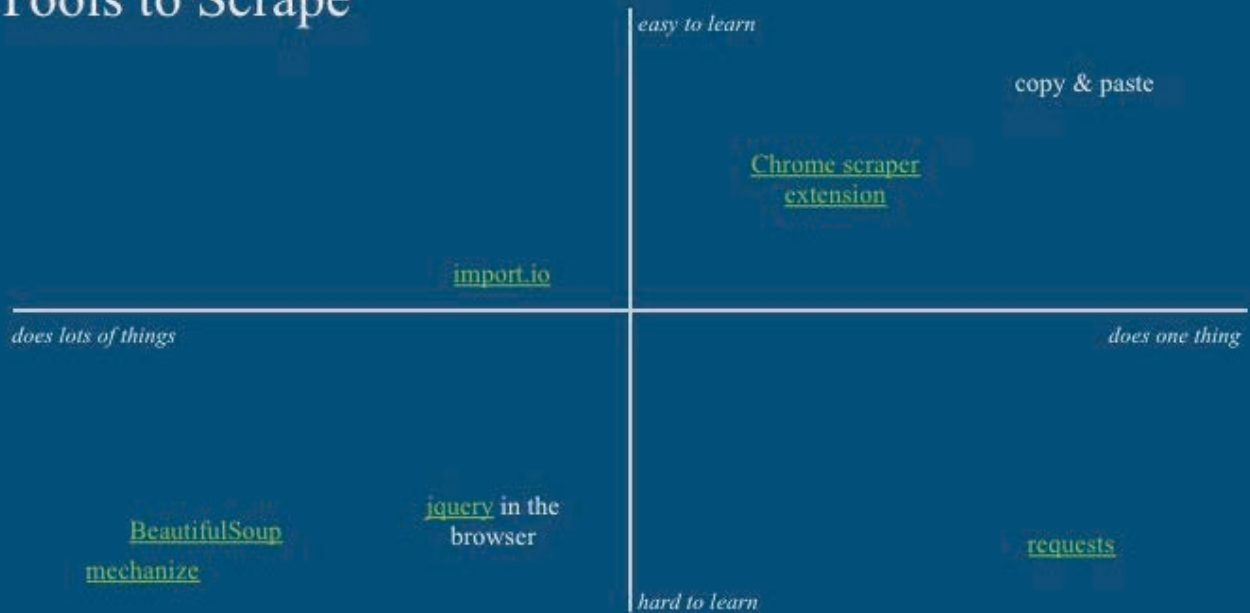 Tools to Scrape
easy to learn
copy & paste
Chrome scraper
extension
import.io
does lots of things
does one thing
jquery in the
browser
BeautifulSoup
mechanize
requests
hard to learn